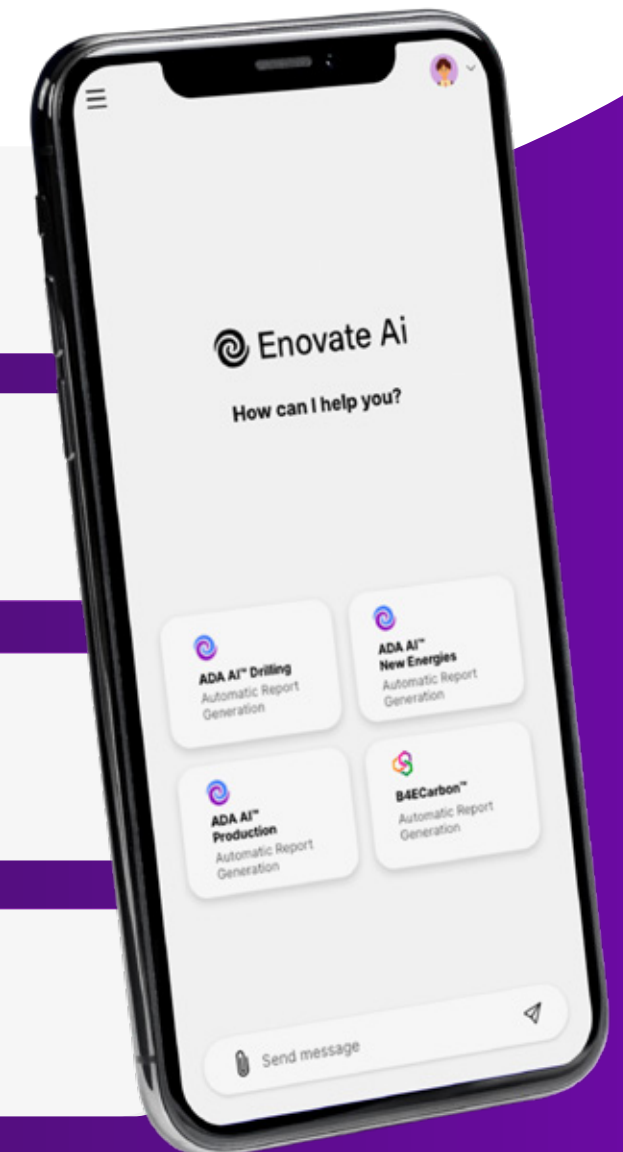 Enovate Ai
How can I help you?
ADA AI™ Drilling
Automatic Report
Generation
ADA AI™
New Energies
Automatic Report
Generation
ADA AI™
Production
Automatic Report
Generation
B4ECarbon™
Automatic Report
Generation
Send message